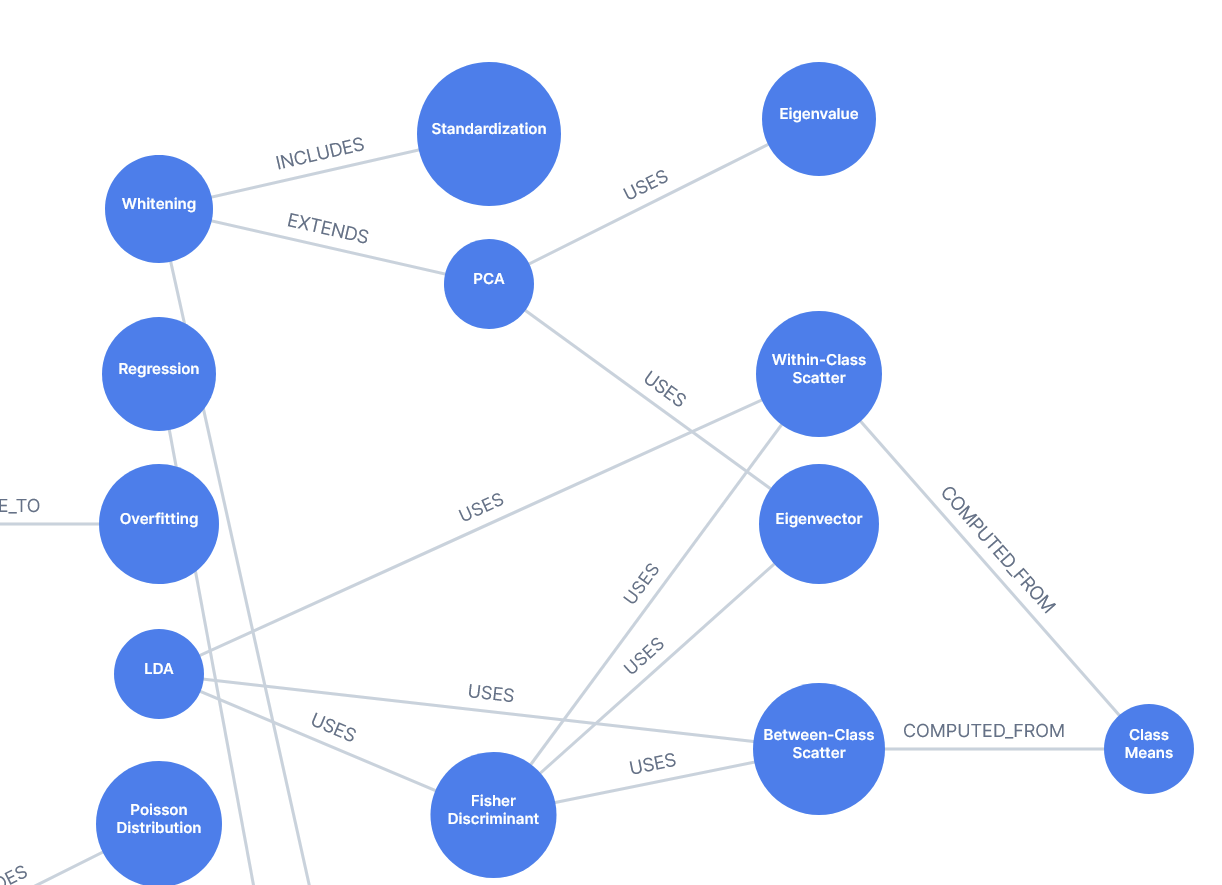 Standardization
Eigenvalue
INCLUDES
USES
Whitening
EXTENDS
PCA
Regression
Within-Class
Scatter
USES
E_TO
Overfitting
USES
Eigenvector
COMPUTED_FROM
USES
LDA
USES
USES
USES
Between-Class
Scatter
COMPUTED_FROM
Class
Means
USES
Poisson
Distribution
Fisher
Discriminant
DES